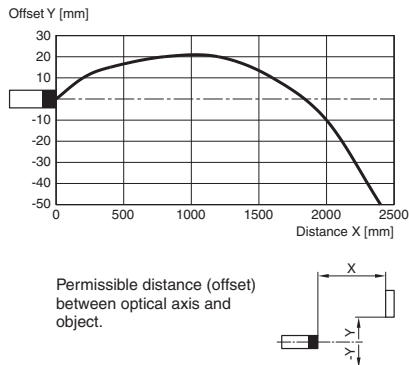 Offset Y [mm]
30
20
10
-10
-20
-30
-40
-50
0 500 1000 1500 2000 2500
Distance X [mm]
Permissible distance (offset)
between optical axis and
object.
X
Y
-Y